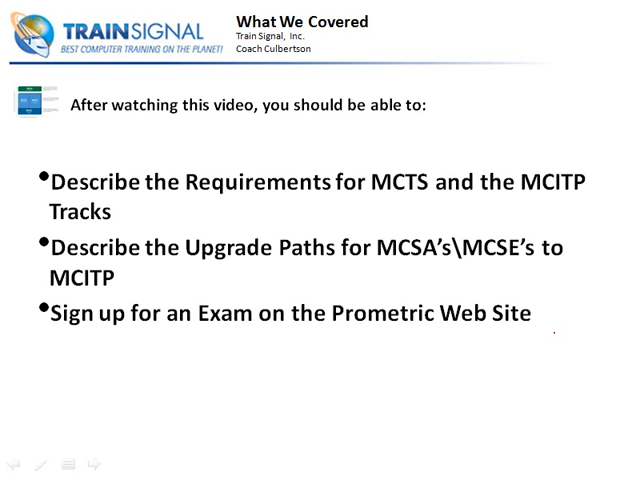 TRAINSIGNAL
BEST COMPUTER TRAINING ON THE PLANET!
What We Covered
Train Signal, Inc.
Coach Culbertson
After watching this video, you should be able to:
•Describe the Requirements for MCTS and the MCITP
Tracks
•Describe the Upgrade Paths for MCSA’s\MCSE’s to
MCITP
•Sign up for an Exam on the Prometric Web Site